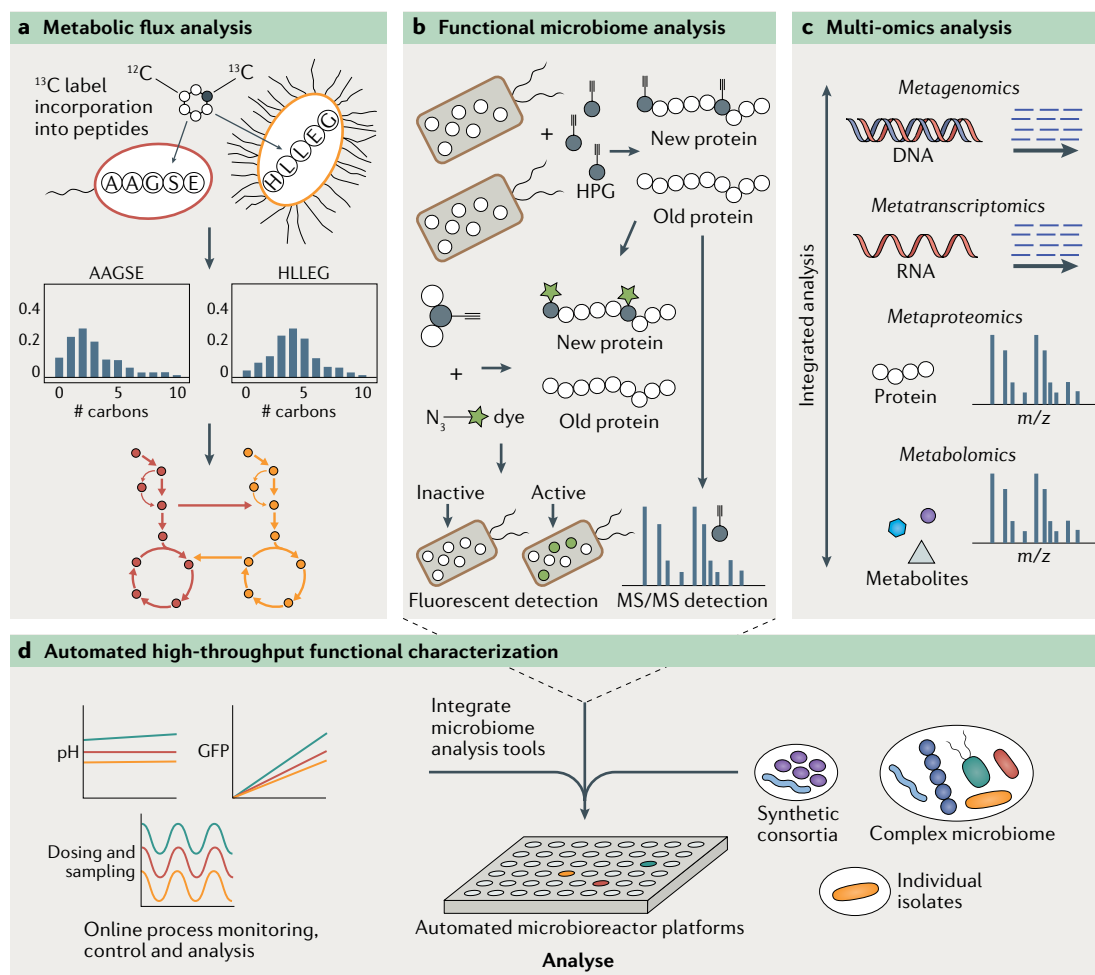 a Metabolic flux analysis
¹³C label
incorporation
into peptides
¹²C
¹³C
AAGSE
HLLEG
AAGSE
0.4
0.2
0
0
5
10
# carbons
HLLEG
0.4
0.2
0
0
5
10
# carbons
b Functional microbiome analysis
+
HPG
New protein
Old protein
+
N₃
dye
New protein
Old protein
Inactive
Active
Fluorescent detection
MS/MS detection
c Multi-omics analysis
Integrated analysis
Metagenomics
DNA
Metatranscriptomics
RNA
Metaproteomics
Protein
m/z
Metabolomics
Metabolites
m/z
d Automated high-throughput functional characterization
pH
GFP
Dosing and
sampling
Online process monitoring,
control and analysis
Integrate
microbiome
analysis tools
Automated microbioreactor platforms
Synthetic
consortia
Complex microbiome
Individual
isolates
Analyse